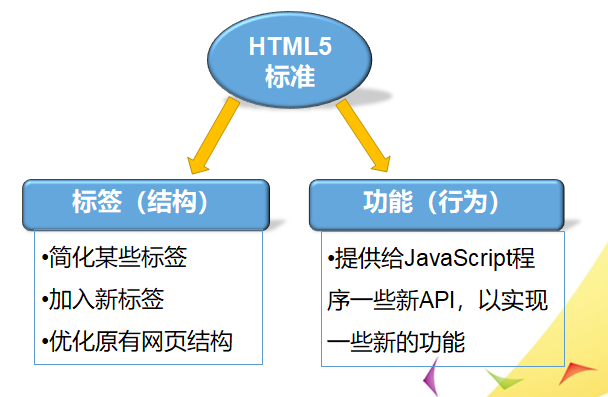 HTML5
标准
标签（结构）
•简化某些标签
•加入新标签
•优化原有网页结构
功能（行为）
•提供给JavaScript程
序一些新API，以实现
一些新的功能